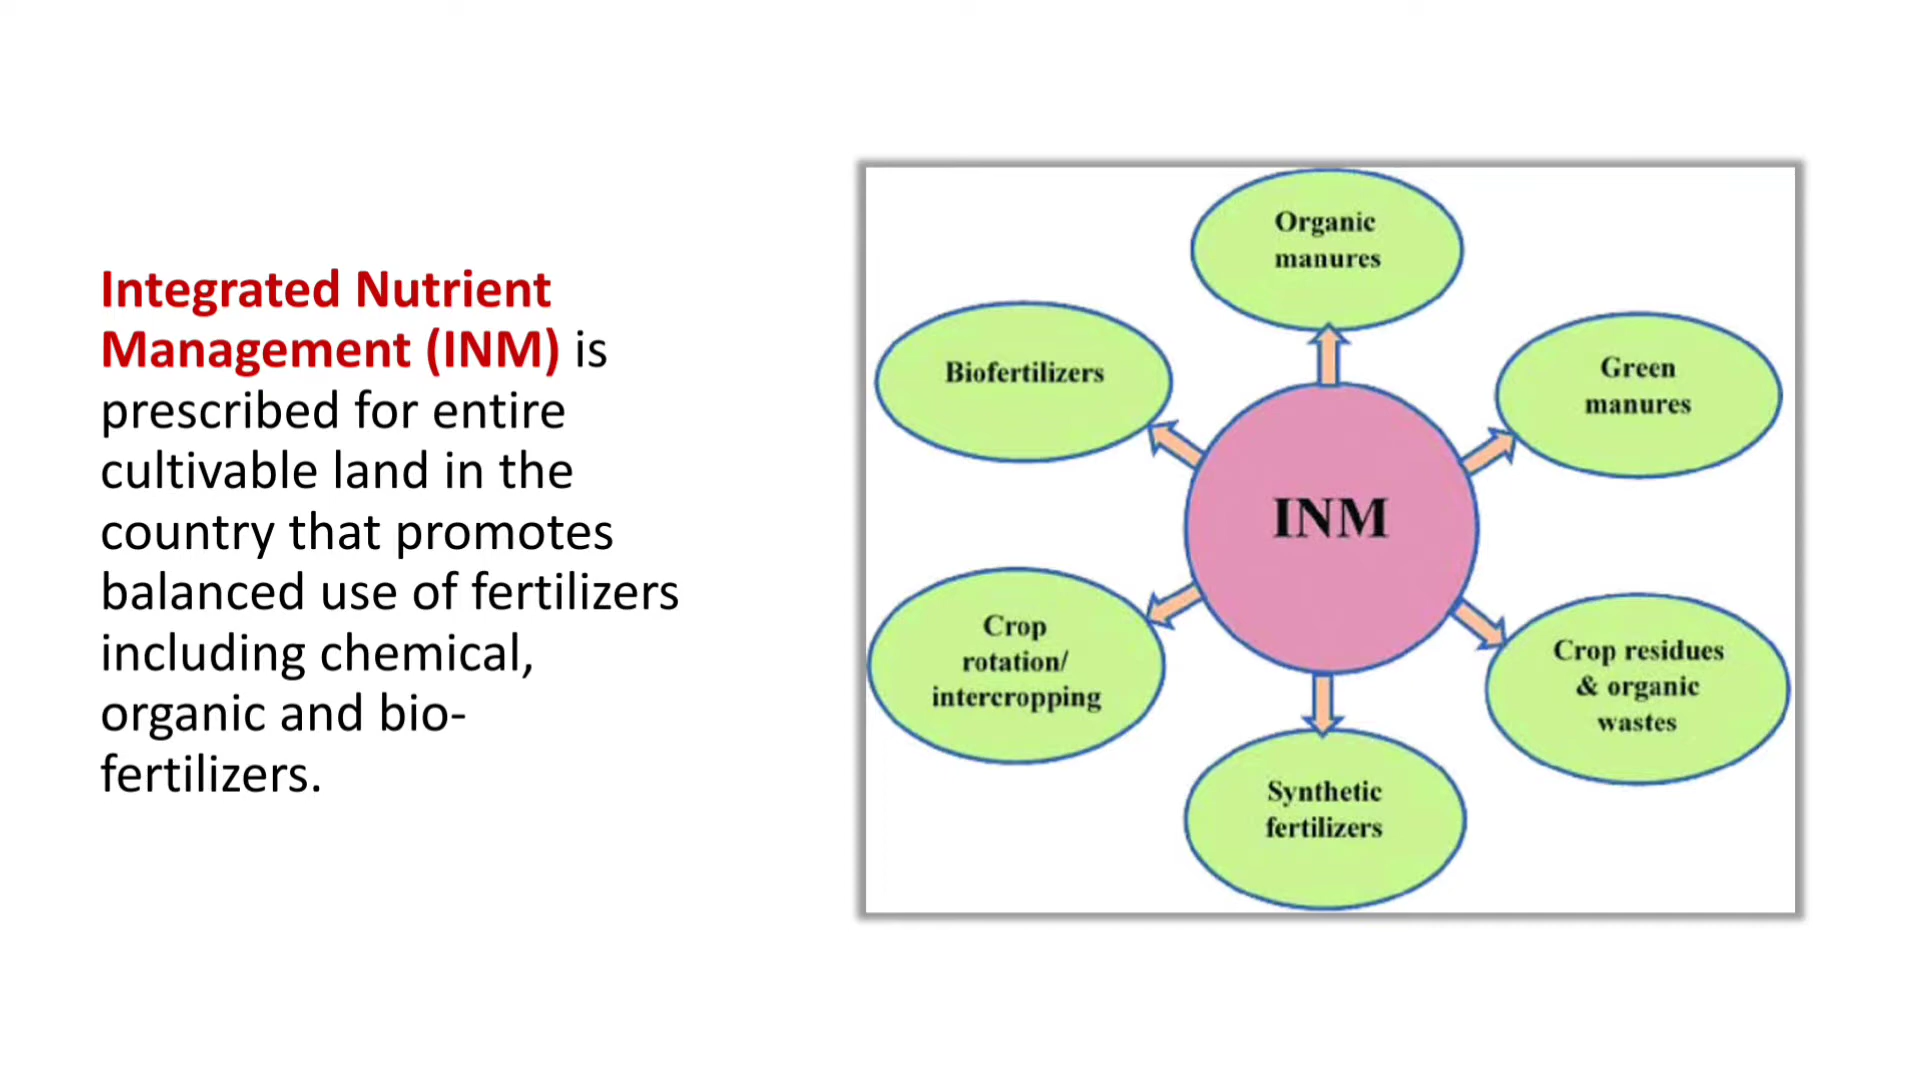 Integrated Nutrient
Management (INM) is
prescribed for entire
cultivable land in the
country that promotes
balanced use of fertilizers
including chemical,
organic and bio-
fertilizers.
Organic
manures
Biofertilizers
Green
manures
INM
Crop
rotation/
intercropping
Crop residues
& organic
wastes
Synthetic
fertilizers